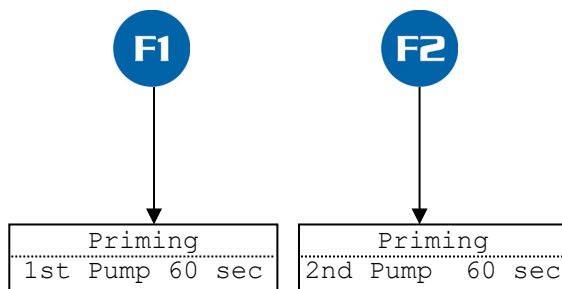 F1
F2
Priming
1st Pump 60 sec
Priming
2nd Pump  60 sec